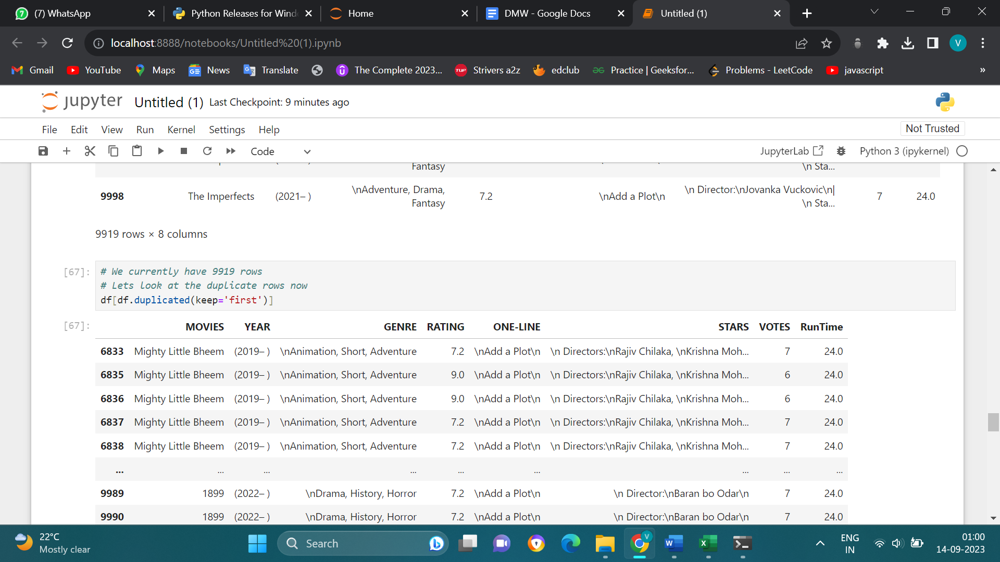 (7) WhatsApp
Python Releases for Wind
Home
DMW - Google Docs
Untitled (1)
localhost:8888/notebooks/Untitled%20(1).ipynb
V
Gmail YouTube Maps News Translate The Complete 2023... Strivers a2z edclub Practice | Geeksfor... Problems - LeetCode javascript »
jupyter Untitled (1) Last Checkpoint: 9 minutes ago
File Edit View Run Kernel Settings Help Not Trusted
Code JupyterLab Python 3 (ipykernel)
Fantasy \n Sta...
9998 The Imperfects (2021– ) \nAdventure, Drama, Fantasy 7.2 \nAdd a Plot\n \n Director:\nJovanka Vuckovic\n| \n Sta... 7 24.0
9919 rows × 8 columns
[67]: # We currently have 9919 rows
# Lets look at the duplicate rows now
df[df.duplicated(keep='first')]
[67]: MOVIES YEAR GENRE RATING ONE-LINE STARS VOTES RunTime
6833 Mighty Little Bheem (2019– ) \nAnimation, Short, Adventure 7.2 \nAdd a Plot\n \n Directors:\nRajiv Chilaka, \nKrishna Moh... 7 24.0
6835 Mighty Little Bheem (2019– ) \nAnimation, Short, Adventure 9.0 \nAdd a Plot\n \n Directors:\nRajiv Chilaka, \nKrishna Moh... 6 24.0
6836 Mighty Little Bheem (2019– ) \nAnimation, Short, Adventure 9.0 \nAdd a Plot\n \n Directors:\nRajiv Chilaka, \nKrishna Moh... 6 24.0
6837 Mighty Little Bheem (2019– ) \nAnimation, Short, Adventure 7.2 \nAdd a Plot\n \n Directors:\nRajiv Chilaka, \nKrishna Moh... 7 24.0
6838 Mighty Little Bheem (2019– ) \nAnimation, Short, Adventure 7.2 \nAdd a Plot\n \n Directors:\nRajiv Chilaka, \nKrishna Moh... 7 24.0
... ... ... ... ... ... ... ... ...
9989 1899 (2022– ) \nDrama, History, Horror 7.2 \nAdd a Plot\n \n Director:\nBaran bo Odar\n 7 24.0
9990 1899 (2022– ) \nDrama, History, Horror 7.2 \nAdd a Plot\n \n Director:\nBaran bo Odar\n 7 24.0
22°C
Mostly clear
Search
ENG
IN
01:00
14-09-2023